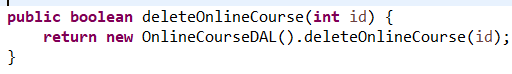 public boolean deleteOnlineCourse(int id) {
    return new OnlineCourseDAL().deleteOnlineCourse(id);
}